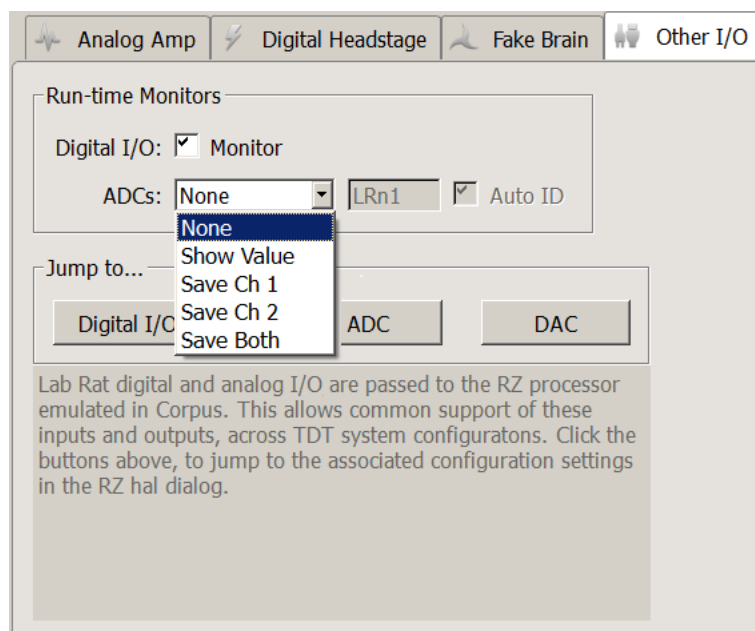 Analog Amp Digital Headstage Fake Brain Other I/O
Run-time Monitors
Digital I/O: Monitor
ADCs: None LRn1 Auto ID
None
Show Value
Save Ch 1
Save Ch 2
Save Both
Jump to...
Digital I/O ADC DAC
Lab Rat digital and analog I/O are passed to the RZ processor
emulated in Corpus. This allows common support of these
inputs and outputs, across TDT system configuratons. Click the
buttons above, to jump to the associated configuration settings
in the RZ hal dialog.